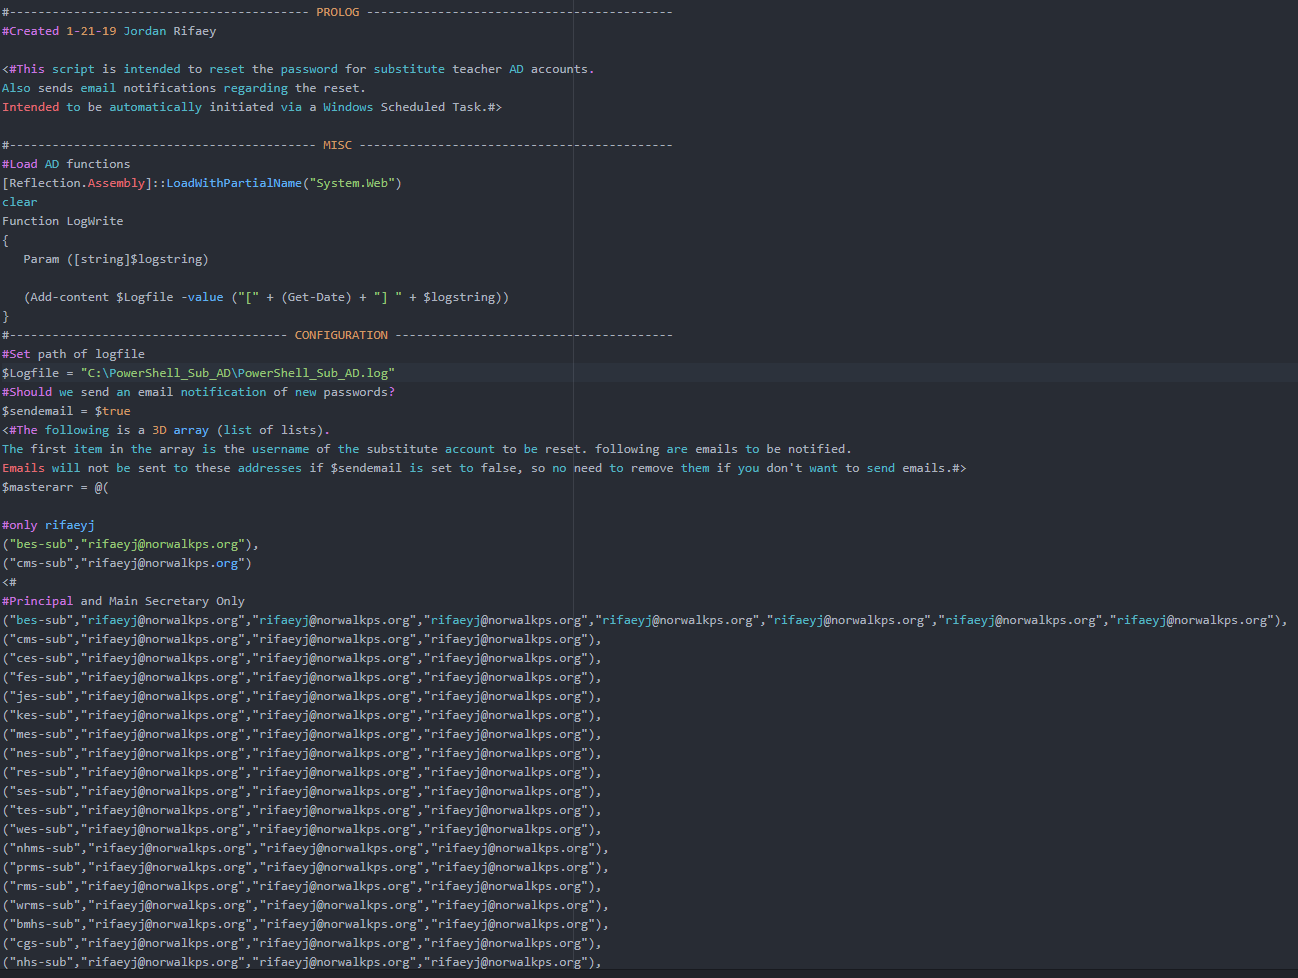 #------------------------------------------ PROLOG -------------------------------------------
#Created 1-21-19 Jordan Rifaey
<#This script is intended to reset the password for substitute teacher AD accounts.
Also sends email notifications regarding the reset.
Intended to be automatically initiated via a Windows Scheduled Task.#>
#------------------------------------------- MISC --------------------------------------------
#Load AD functions
[Reflection.Assembly]::LoadWithPartialName("System.Web")
clear
Function LogWrite
{
   Param ([string]$logstring)
   (Add-content $Logfile -value ("[" + (Get-Date) + "] " + $logstring))
}
#--------------------------------------- CONFIGURATION ---------------------------------------
#Set path of logfile
$Logfile = "C:\PowerShell_Sub_AD\PowerShell_Sub_AD.log"
#Should we send an email notification of new passwords?
$sendemail = $true
<#The following is a 3D array (list of lists).
The first item in the array is the username of the substitute account to be reset. following are emails to be notified.
Emails will not be sent to these addresses if $sendemail is set to false, so no need to remove them if you don't want to send emails.#>
$masterarr = @(
#only rifaeyj
("bes-sub","rifaeyj@norwalkps.org"),
("cms-sub","rifaeyj@norwalkps.org")
<#
#Principal and Main Secretary Only
("bes-sub","rifaeyj@norwalkps.org","rifaeyj@norwalkps.org","rifaeyj@norwalkps.org","rifaeyj@norwalkps.org","rifaeyj@norwalkps.org","rifaeyj@norwalkps.org","rifaeyj@norwalkps.org"),
("cms-sub","rifaeyj@norwalkps.org","rifaeyj@norwalkps.org","rifaeyj@norwalkps.org"),
("ces-sub","rifaeyj@norwalkps.org","rifaeyj@norwalkps.org","rifaeyj@norwalkps.org"),
("fes-sub","rifaeyj@norwalkps.org","rifaeyj@norwalkps.org","rifaeyj@norwalkps.org"),
("jes-sub","rifaeyj@norwalkps.org","rifaeyj@norwalkps.org","rifaeyj@norwalkps.org"),
("kes-sub","rifaeyj@norwalkps.org","rifaeyj@norwalkps.org","rifaeyj@norwalkps.org"),
("mes-sub","rifaeyj@norwalkps.org","rifaeyj@norwalkps.org","rifaeyj@norwalkps.org"),
("nes-sub","rifaeyj@norwalkps.org","rifaeyj@norwalkps.org","rifaeyj@norwalkps.org"),
("res-sub","rifaeyj@norwalkps.org","rifaeyj@norwalkps.org","rifaeyj@norwalkps.org"),
("ses-sub","rifaeyj@norwalkps.org","rifaeyj@norwalkps.org","rifaeyj@norwalkps.org"),
("tes-sub","rifaeyj@norwalkps.org","rifaeyj@norwalkps.org","rifaeyj@norwalkps.org"),
("wes-sub","rifaeyj@norwalkps.org","rifaeyj@norwalkps.org","rifaeyj@norwalkps.org"),
("nhms-sub","rifaeyj@norwalkps.org","rifaeyj@norwalkps.org","rifaeyj@norwalkps.org"),
("prms-sub","rifaeyj@norwalkps.org","rifaeyj@norwalkps.org","rifaeyj@norwalkps.org"),
("rms-sub","rifaeyj@norwalkps.org","rifaeyj@norwalkps.org","rifaeyj@norwalkps.org"),
("wrms-sub","rifaeyj@norwalkps.org","rifaeyj@norwalkps.org","rifaeyj@norwalkps.org"),
("bmhs-sub","rifaeyj@norwalkps.org","rifaeyj@norwalkps.org","rifaeyj@norwalkps.org"),
("cgs-sub","rifaeyj@norwalkps.org","rifaeyj@norwalkps.org","rifaeyj@norwalkps.org"),
("nhs-sub","rifaeyj@norwalkps.org","rifaeyj@norwalkps.org","rifaeyj@norwalkps.org"),